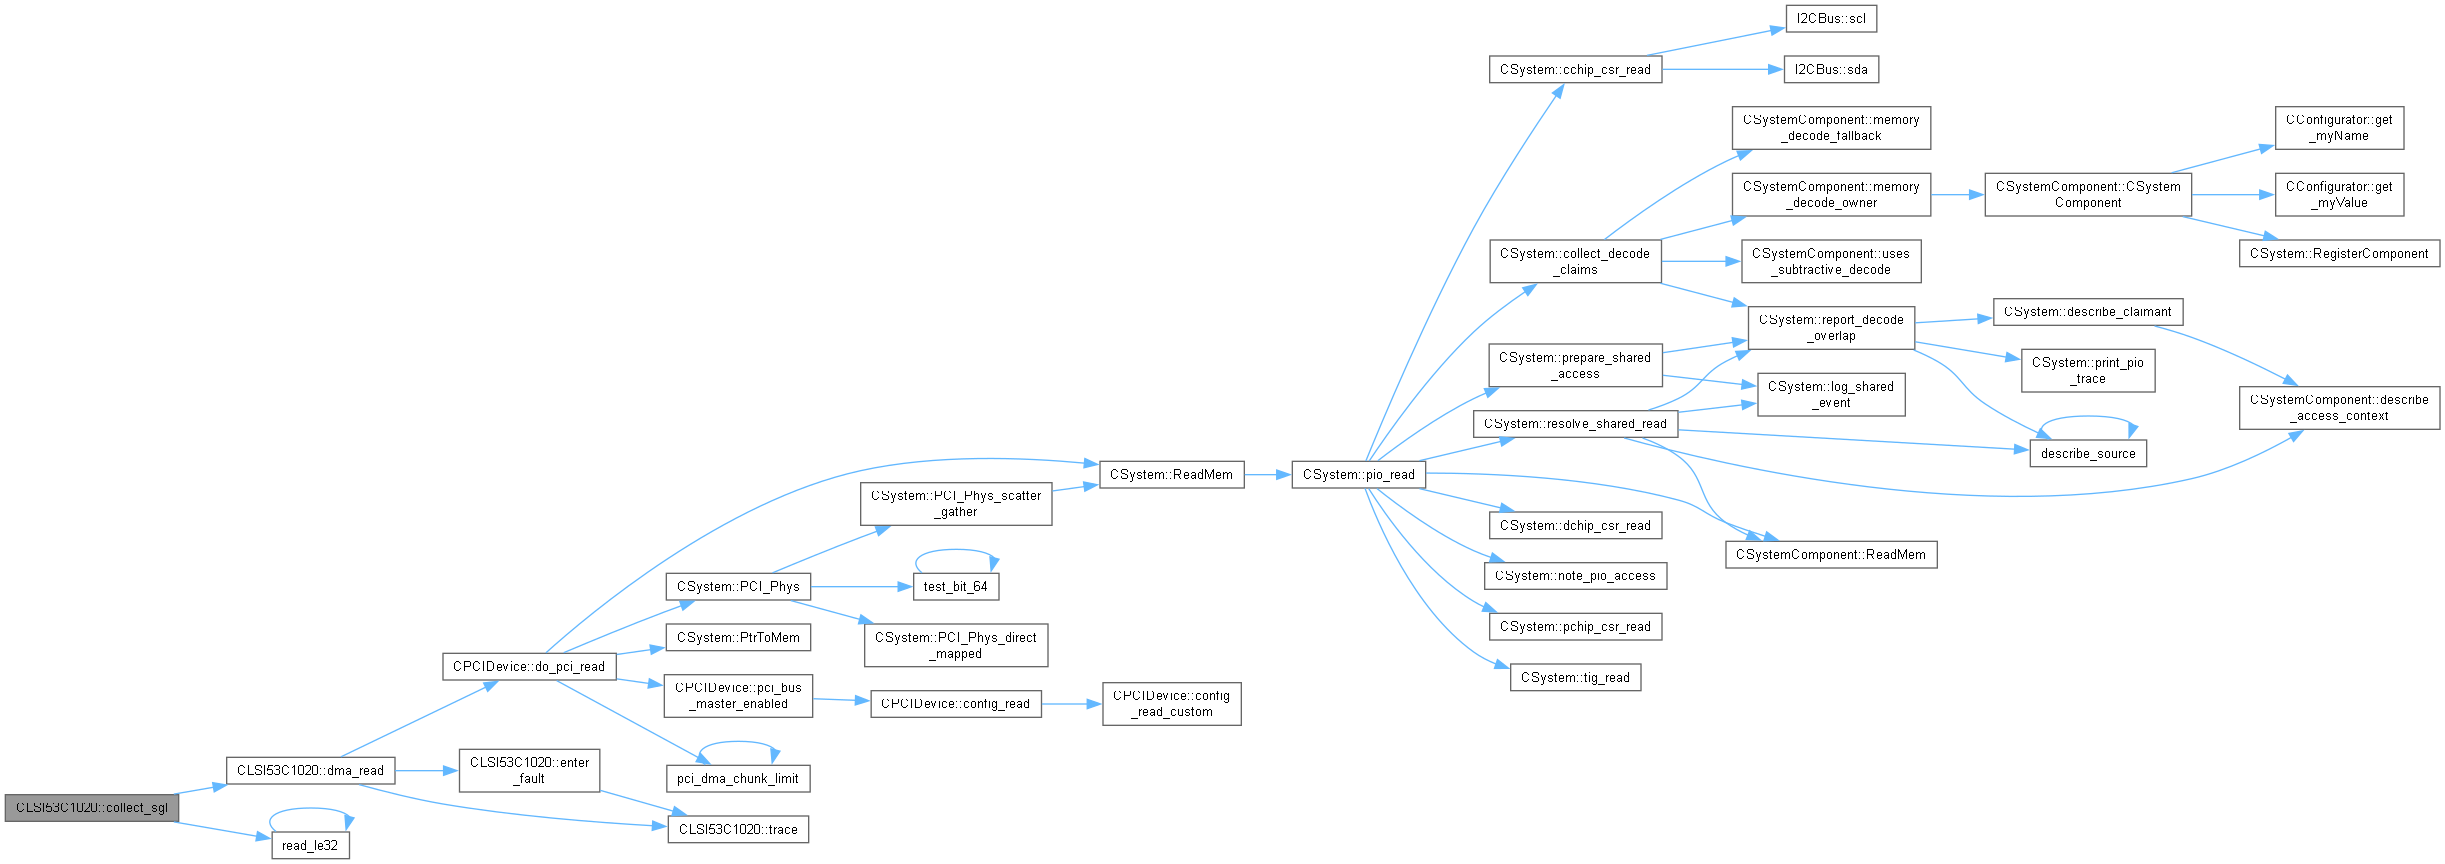 I2CBus::scl
CSystem::cchip_csr_read
I2CBus::sda
CSystemComponent::memory
_decode_fallback
CConfigurator::get
_myName
CSystemComponent::memory
_decode_owner
CSystemComponent::CSystem
Component
CConfigurator::get
_myValue
CSystem::collect_decode
_claims
CSystemComponent::uses
_subtractive_decode
CSystem::RegisterComponent
CSystem::report_decode
_overlap
CSystem::describe_claimant
CSystem::prepare_shared
_access
CSystem::print_pio
_trace
CSystem::log_shared
_event
CSystemComponent::describe
_access_context
CSystem::resolve_shared_read
describe_source
CSystem::ReadMem
CSystem::pio_read
CSystem::PCI_Phys_scatter
_gather
CSystem::dchip_csr_read
CSystemComponent::ReadMem
CSystem::PCI_Phys
test_bit_64
CSystem::note_pio_access
CSystem::PtrToMem
CSystem::PCI_Phys_direct
_mapped
CSystem::pchip_csr_read
CPCIDevice::do_pci_read
CSystem::tig_read
CPCIDevice::pci_bus
_master_enabled
CPCIDevice::config_read
CPCIDevice::config
_read_custom
CLSI53C1020::dma_read
CLSI53C1020::enter
_fault
pci_dma_chunk_limit
CLSI53C1020::collect_sgl
CLSI53C1020::trace
read_le32